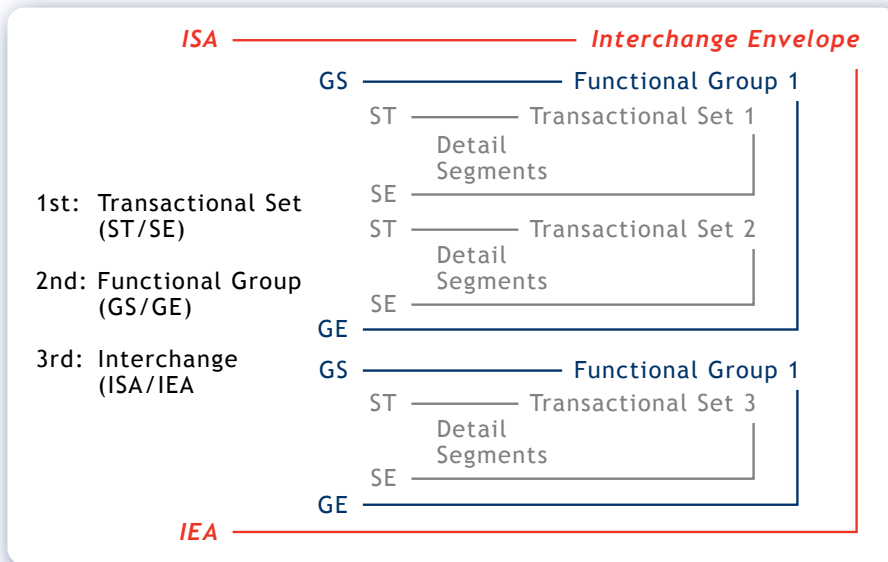 ISA Interchange Envelope
GS Functional Group 1
ST Transactional Set 1
Detail
Segments
SE
ST Transactional Set 2
Detail
Segments
SE
GE
GS Functional Group 1
ST Transactional Set 3
Detail
Segments
SE
GE
IEA
1st: Transactional Set
(ST/SE)
2nd: Functional Group
(GS/GE)
3rd: Interchange
(ISA/IEA